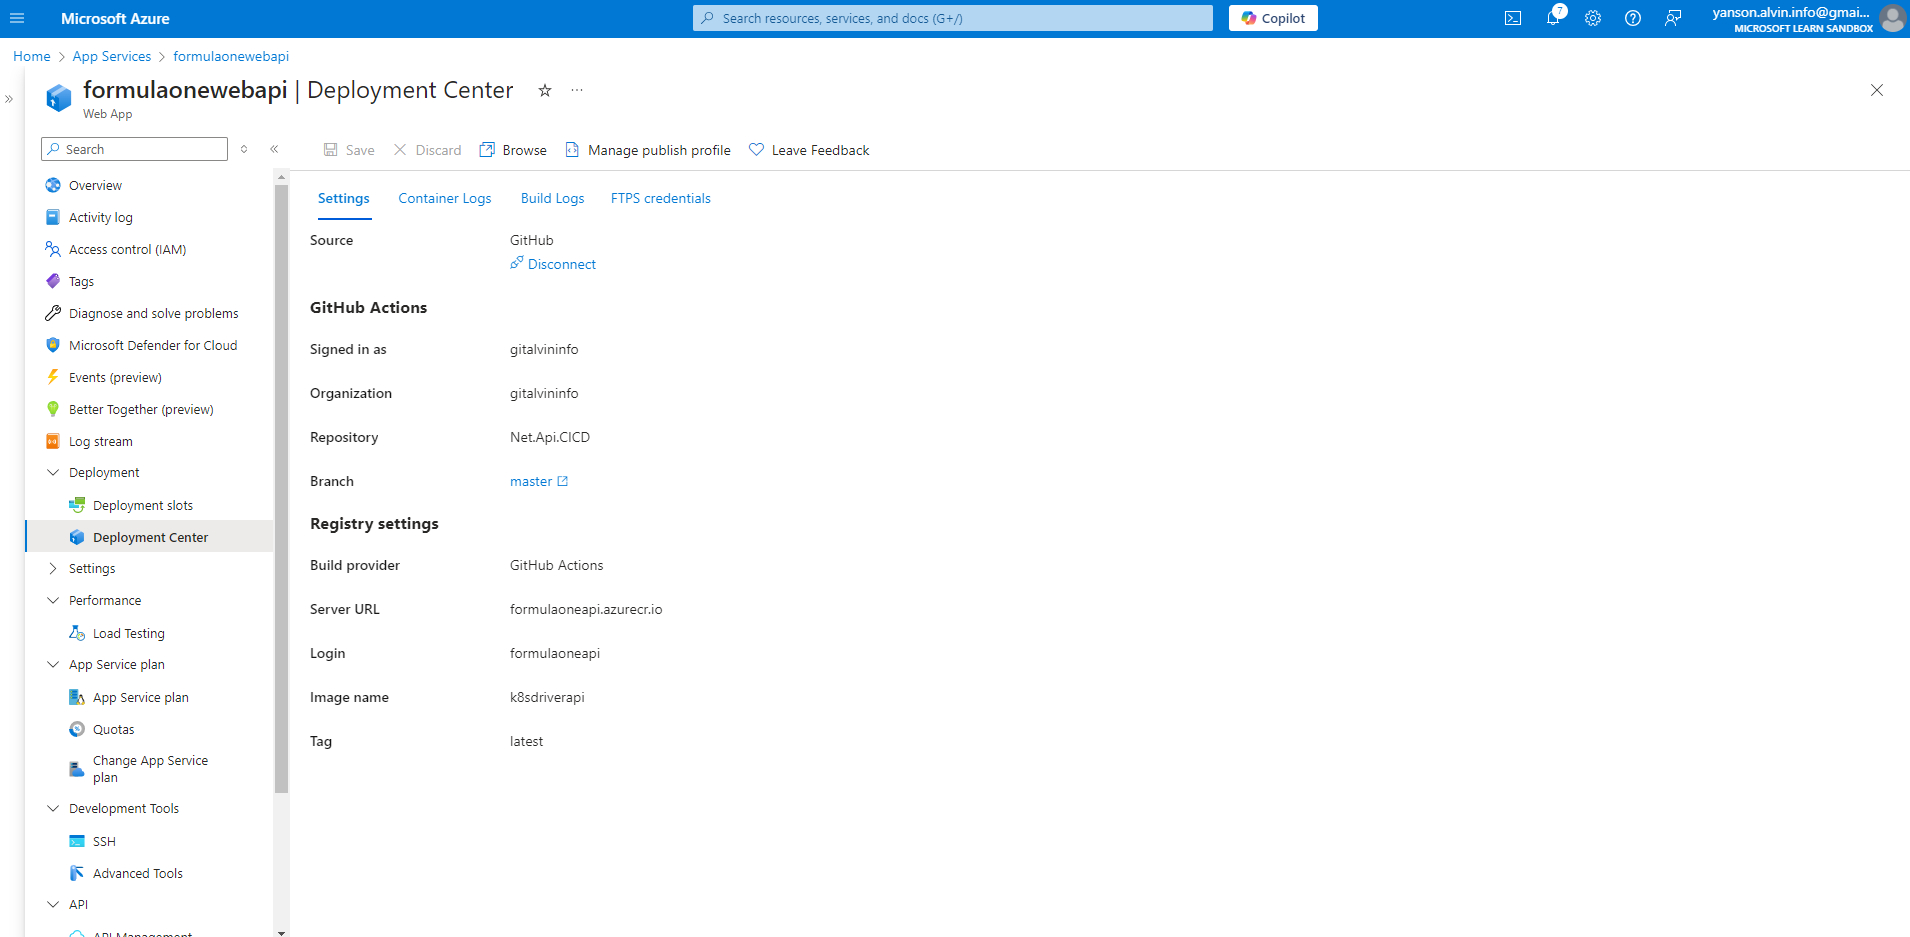 Microsoft Azure
Search resources, services, and docs (G+/)
Copilot
7
yanson.alvin.info@gmai...
MICROSOFT LEARN SANDBOX
Home > App Services > formulaonewebapi
formulaonewebapi | Deployment Center
Web App
Search
Save
Discard
Browse
Manage publish profile
Leave Feedback
Overview
Activity log
Access control (IAM)
Tags
Diagnose and solve problems
Microsoft Defender for Cloud
Events (preview)
Better Together (preview)
Log stream
Deployment
Deployment slots
Deployment Center
Settings
Performance
Load Testing
App Service plan
App Service plan
Quotas
Change App Service
plan
Development Tools
SSH
Advanced Tools
API
API Management
Settings
Container Logs
Build Logs
FTPS credentials
Source GitHub
Disconnect
GitHub Actions
Signed in as gitalvininfo
Organization gitalvininfo
Repository Net.Api.CICD
Branch master
Registry settings
Build provider GitHub Actions
Server URL formulaoneapi.azurecr.io
Login formulaoneapi
Image name k8sdriverapi
Tag latest